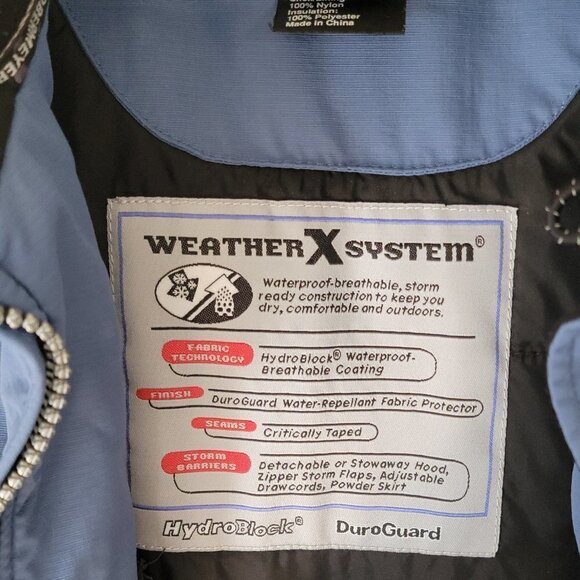 100% Nylon
Insulation:
100% Polyester
Made in China
WEATHER X SYSTEM®
Waterproof-breathable, storm
ready construction to keep you
dry, comfortable and outdoors.
FABRIC
TECHNOLOGY
HydroBlock® Waterproof-
Breathable Coating
FINISH
DuroGuard Water-Repellant Fabric Protector
SEAMS
Critically Taped
STORM
BARRIERS
Detachable or Stowaway Hood,
Zipper Storm Flaps, Adjustable
Drawcords, Powder Skirt
HydroBlock® DuroGuard